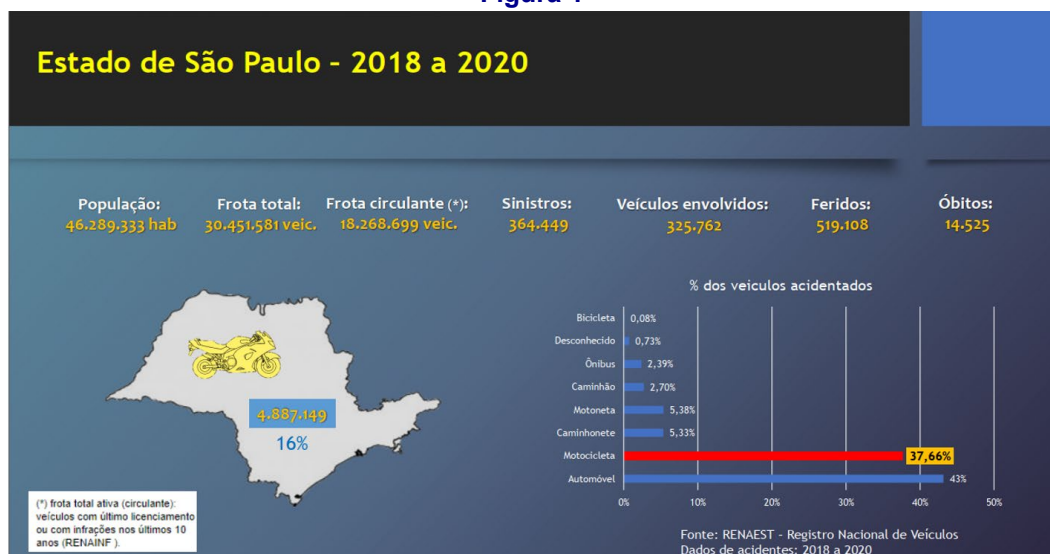 Figura 1
Estado de São Paulo – 2018 a 2020
População:
46.289.333 hab
Frota total:
30.451.581 veic.
Frota circulante (*):
18.268.699 veic.
Sinistros:
364.449
Veículos envolvidos:
325.762
Feridos:
519.108
Óbitos:
14.525
4.887.149
16%
(*) frota total ativa (circulante):
veículos com último licenciamento
ou com infrações nos últimos 10
anos (RENAINF ).
% dos veiculos acidentados
Bicicleta 0,08%
Desconhecido 0,73%
Ônibus 2,39%
Caminhão 2,70%
Motoneta 5,38%
Caminhonete 5,33%
Motocicleta 37,66%
Automóvel 43%
0% 10% 20% 30% 40% 50%
Fonte: RENAEST - Registro Nacional de Veículos
Dados de acidentes: 2018 a 2020